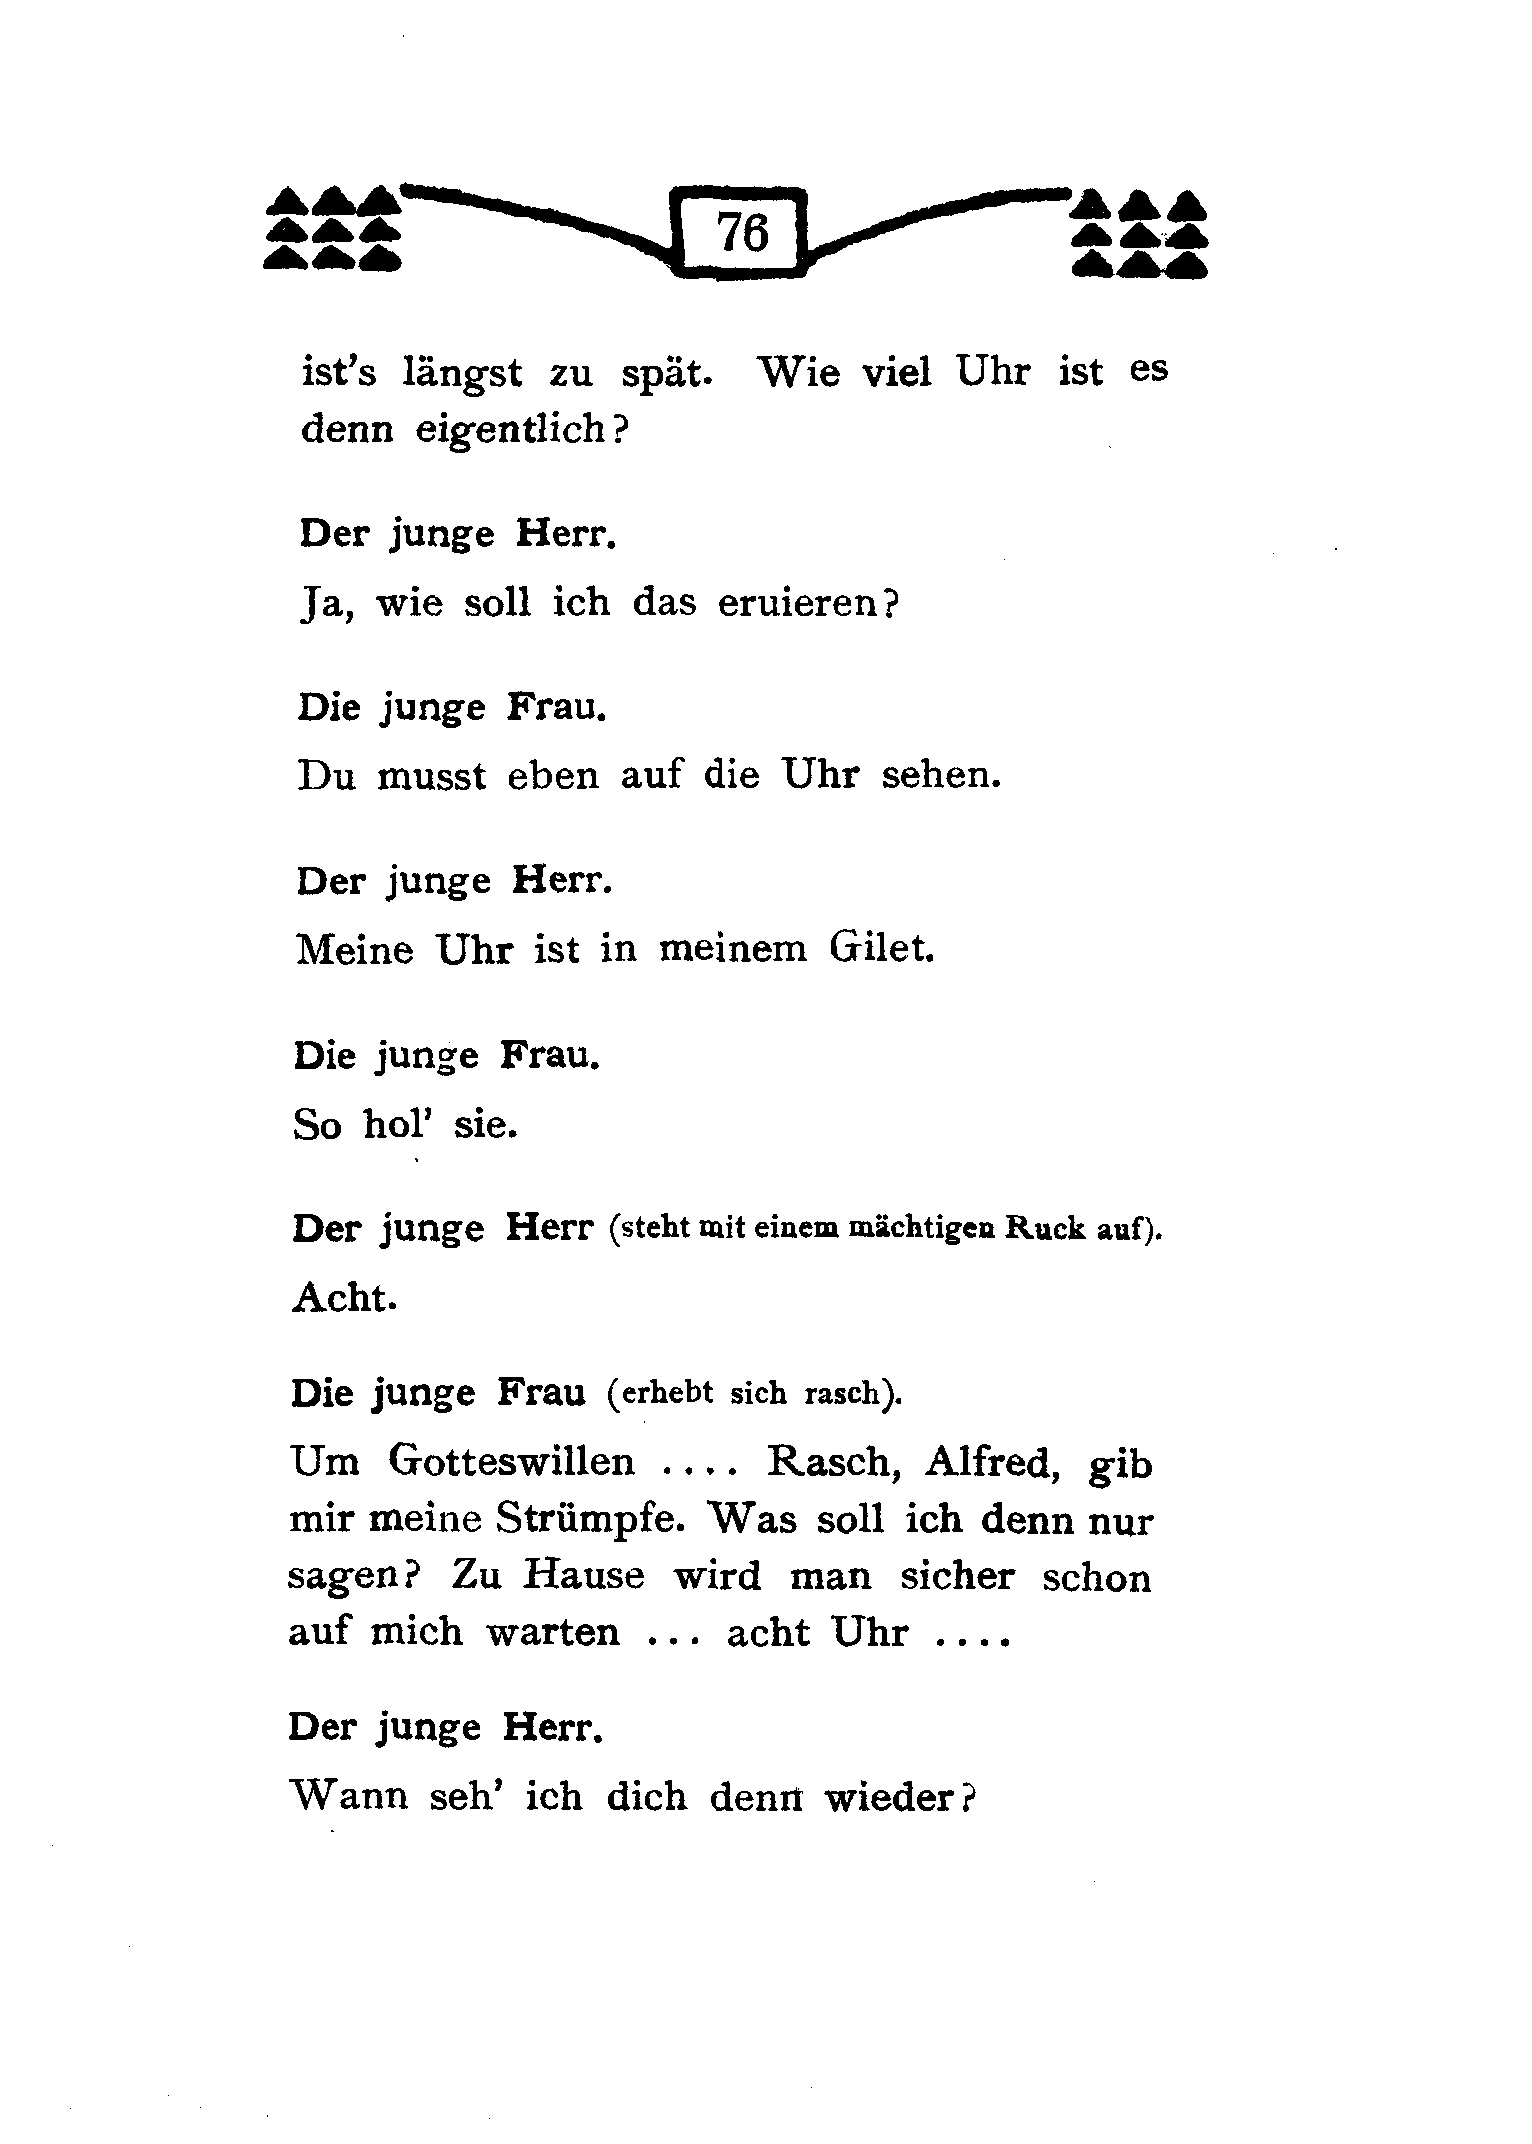 76
ist's längst zu spät. Wie viel Uhr ist es
denn eigentlich?
Der junge Herr.
Ja, wie soll ich das eruieren?
Die junge Frau.
Du musst eben auf die Uhr sehen.
Der junge Herr.
Meine Uhr ist in meinem Gilet.
Die junge Frau.
So hol' sie.
Der junge Herr (steht mit einem mächtigen Ruck auf).
Acht.
Die junge Frau (erhebt sich rasch).
Um Gotteswillen .... Rasch, Alfred, gib
mir meine Strümpfe. Was soll ich denn nur
sagen? Zu Hause wird man sicher schon
auf mich warten ... acht Uhr ....
Der junge Herr.
Wann seh' ich dich denn wieder?